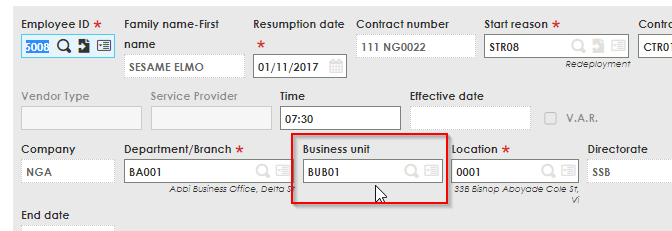 Employee ID * Family name-First name Resumption date * Contract number Start reason * Contra
5008 SESAME ELMO 01/11/2017 111 NG0022 STR08 CTR01
Redeployment
Vendor Type Service Provider Time Effective date
07:30 V.A.R.
Company Department/Branch * Business unit Location * Directorate
NGA BA001 BUB01 0001 SSB
Abbi Business Office, Delta St 33B Bishop Aboyade Cole St, Vi
End date